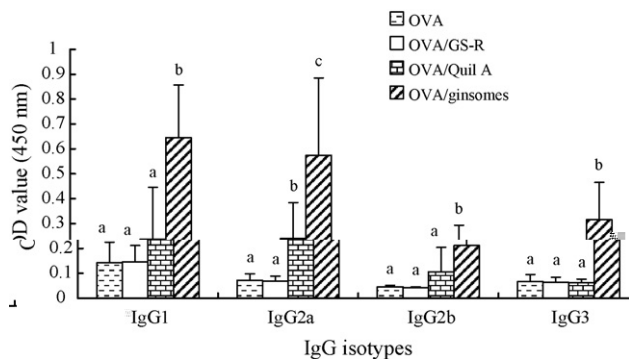 OVA
OVA/GS-R
OVA/Quil A
OVA/ginsomes
OD value (450 nm)
1
0.9
0.8
0.7
0.6
0.5
0.4
0.3
0.2
0.1
0
a a a b
a a b c
a a a b
a a a b
IgG1 IgG2a IgG2b IgG3
IgG isotypes